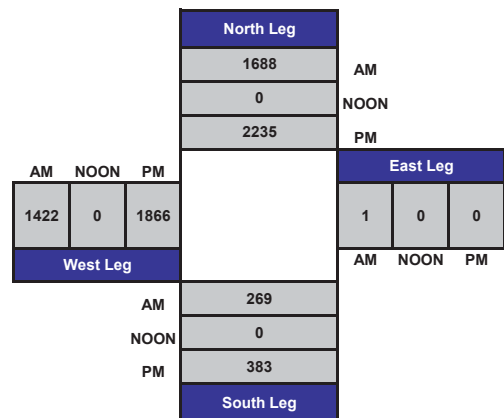 North Leg
1688 AM
0 NOON
2235 PM
AM NOON PM
East Leg
1422 0 1866
1 0 0
West Leg
AM NOON PM
AM 269
NOON 0
PM 383
South Leg